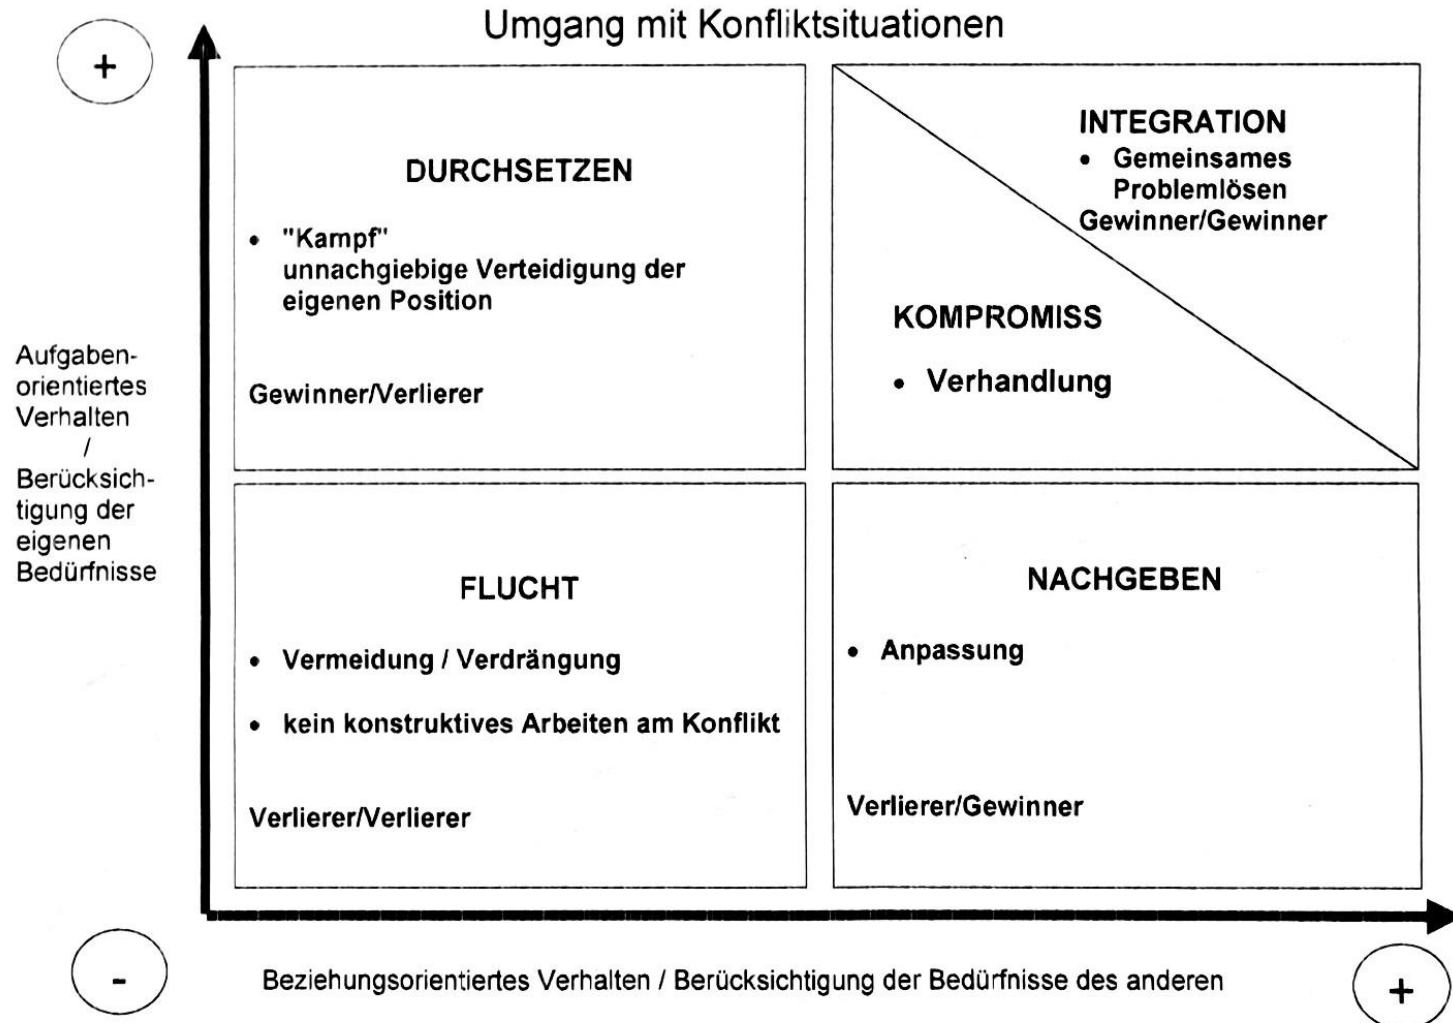 Umgang mit Konfliktsituationen
+
DURCHSETZEN
• "Kampf"
unnachgiebige Verteidigung der
eigenen Position
Gewinner/Verlierer
INTEGRATION
• Gemeinsames
Problemlösen
Gewinner/Gewinner
KOMPROMISS
• Verhandlung
Aufgaben-
orientiertes
Verhalten
/
Berücksich-
tigung der
eigenen
Bedürfnisse
FLUCHT
• Vermeidung / Verdrängung
• kein konstruktives Arbeiten am Konflikt
Verlierer/Verlierer
NACHGEBEN
• Anpassung
Verlierer/Gewinner
-
Beziehungsorientiertes Verhalten / Berücksichtigung der Bedürfnisse des anderen
+